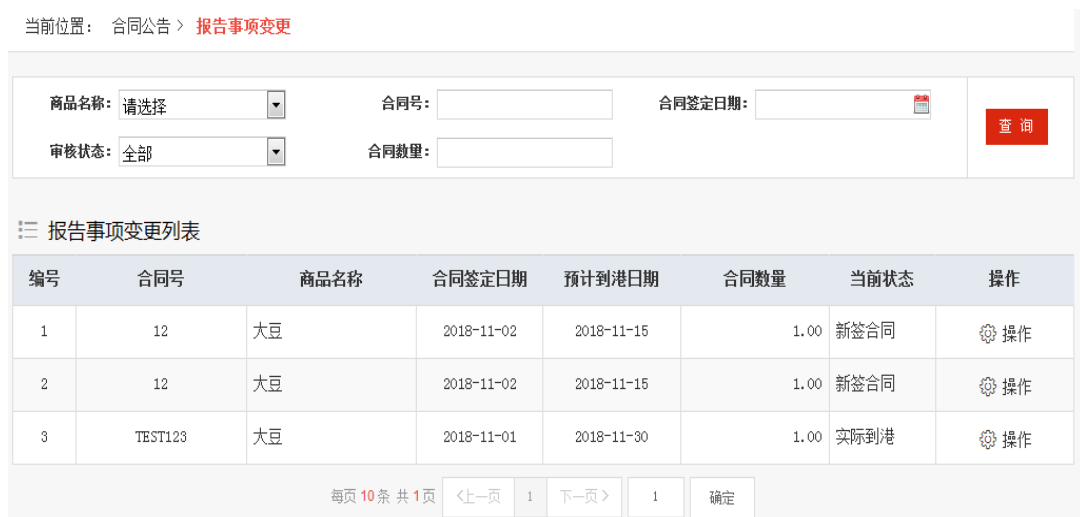 当前位置： 合同公告 > 报告事项变更
商品名称： 请选择 合同号： 合同签定日期：
查 询
审核状态： 全部 合同数量：
报告事项变更列表
编号 合同号 商品名称 合同签定日期 预计到港日期 合同数量 当前状态 操作
1 12 大豆 2018-11-02 2018-11-15 1.00 新签合同 操作
2 12 大豆 2018-11-02 2018-11-15 1.00 新签合同 操作
3 TEST123 大豆 2018-11-01 2018-11-30 1.00 实际到港 操作
每页 10 条 共 1 页 <上一页 1 下一页> 1 确定